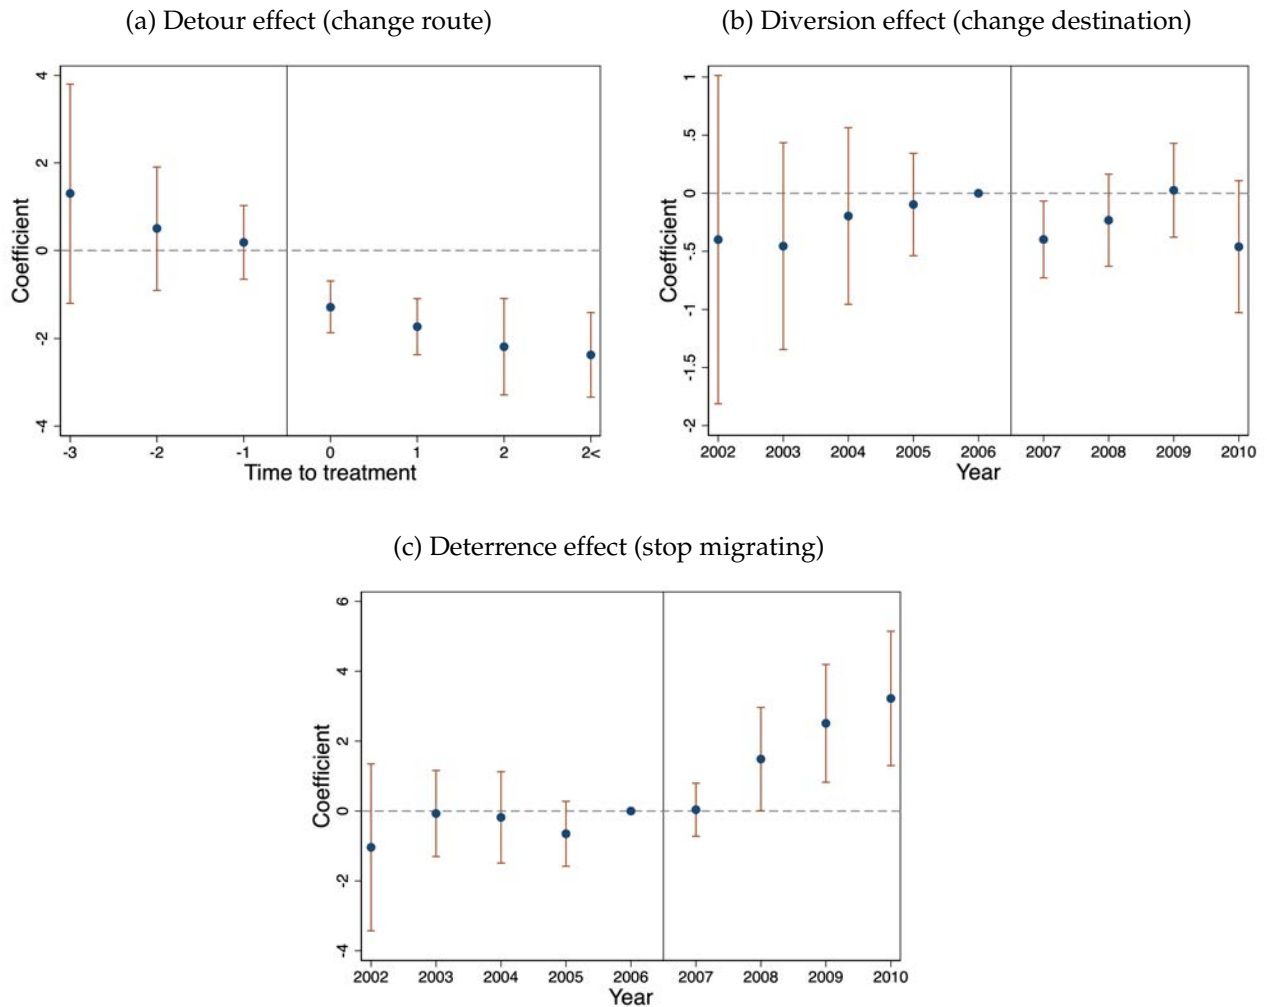 (a) Detour effect (change route)
4
2
0
-2
-4
Coefficient
-3 -2 -1 0 1 2 2<
Time to treatment
(b) Diversion effect (change destination)
1
.5
0
-.5
-1
-1.5
-2
Coefficient
2002 2003 2004 2005 2006 2007 2008 2009 2010
Year
(c) Deterrence effect (stop migrating)
6
4
2
0
-2
-4
Coefficient
2002 2003 2004 2005 2006 2007 2008 2009 2010
Year